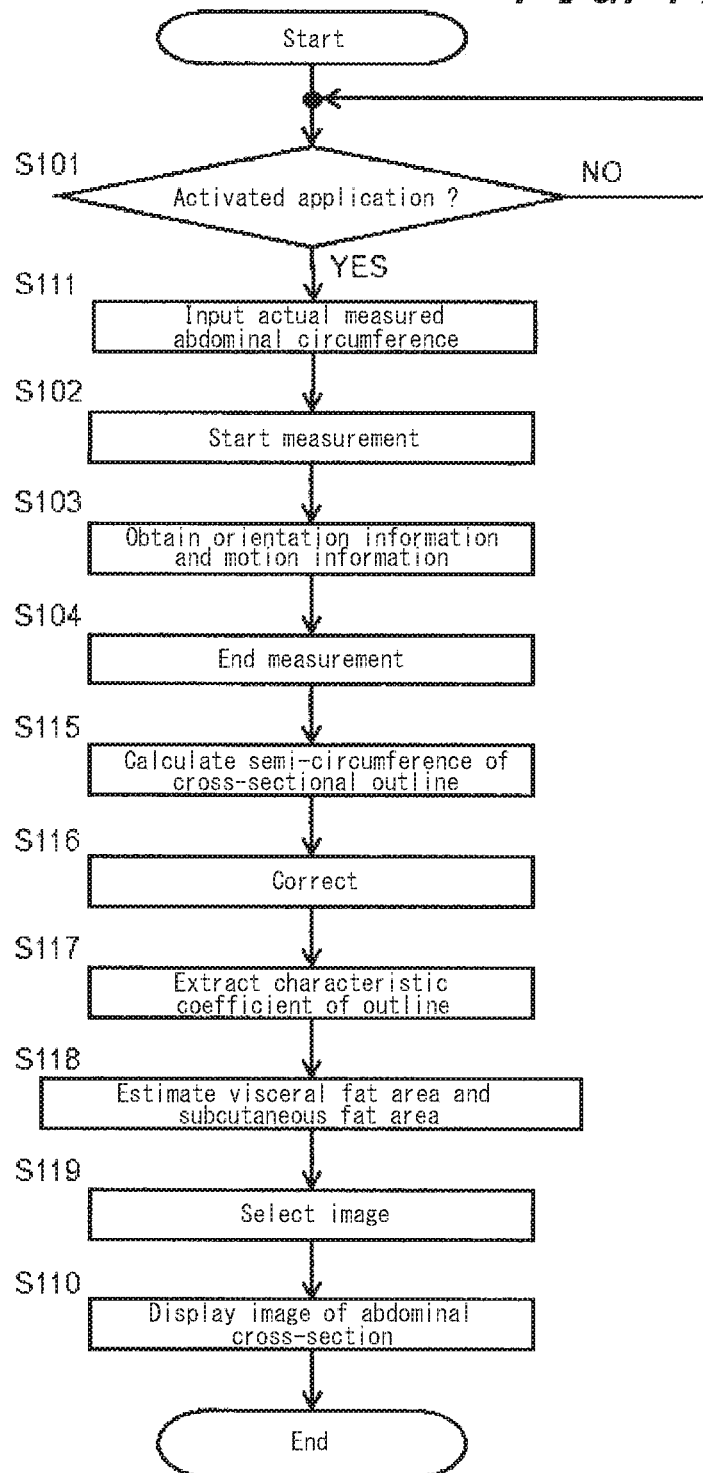 Start
S101
Activated application ?
NO
YES
S111
Input actual measured
abdominal circumference
S102
Start measurement
S103
Obtain orientation information
and motion information
S104
End measurement
S115
Calculate semi-circumference of
cross-sectional outline
S116
Correct
S117
Extract characteristic
coefficient of outline
S118
Estimate visceral fat area and
subcutaneous fat area
S119
Select image
S110
Display image of abdominal
cross-section
End